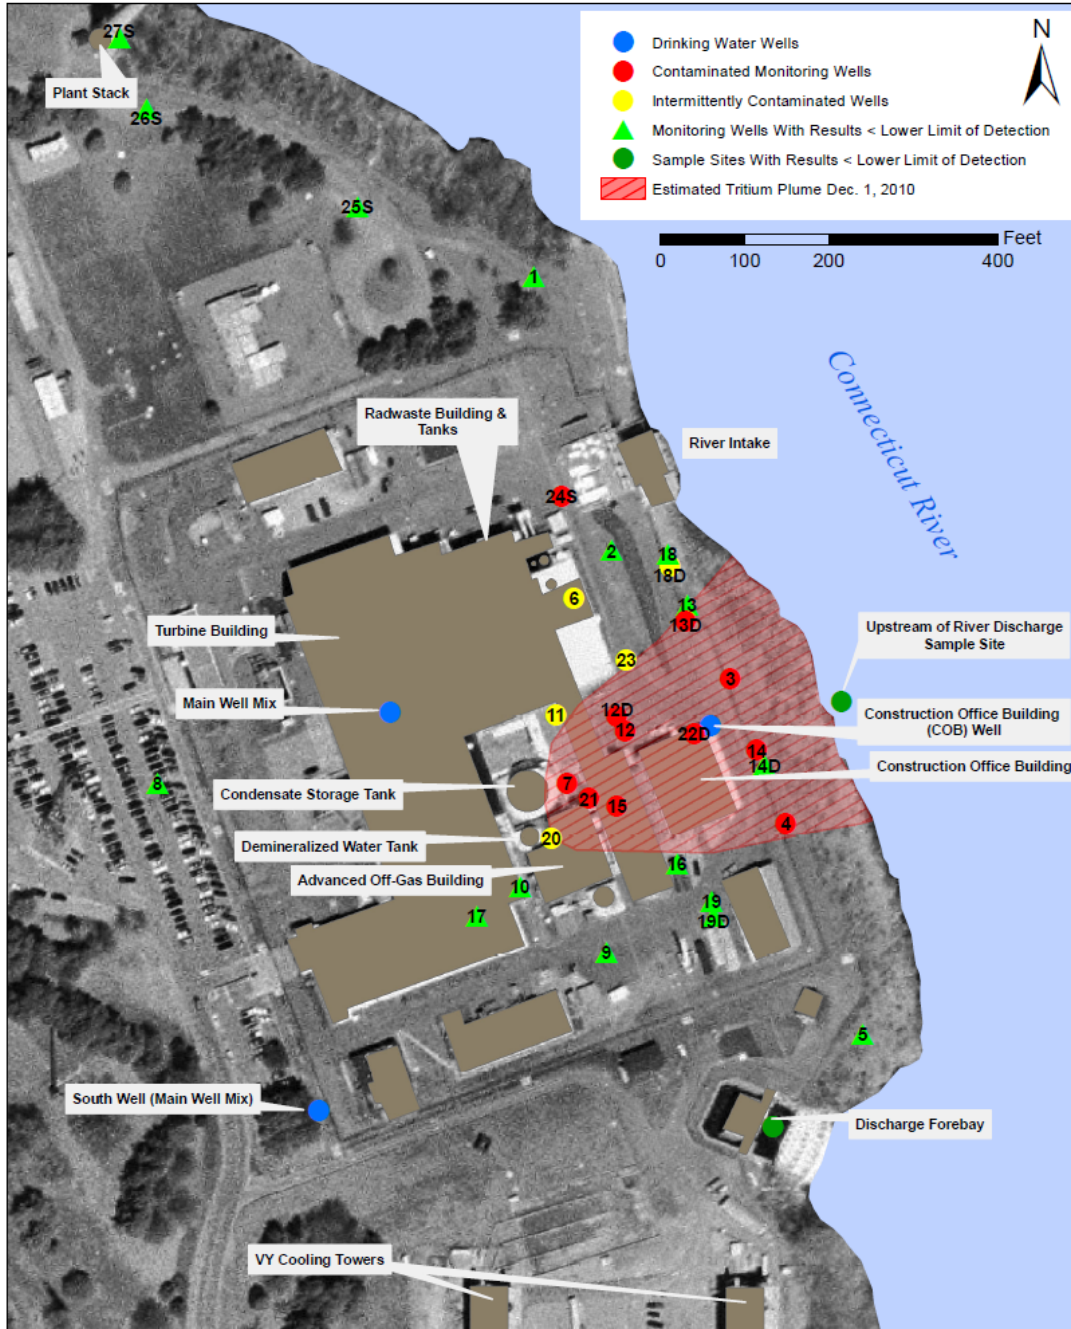 27S
Plant Stack
26S
25S
1
Drinking Water Wells
Contaminated Monitoring Wells
Intermittently Contaminated Wells
Monitoring Wells With Results < Lower Limit of Detection
Sample Sites With Results < Lower Limit of Detection
Estimated Tritium Plume Dec. 1, 2010
N
Feet
0 100 200 400
Connecticut River
Radwaste Building &
Tanks
River Intake
24S
2
18
18D
6
13
13D
Turbine Building
Upstream of River Discharge
Sample Site
23
3
Main Well Mix
11
12D
12
22D
Construction Office Building
(COB) Well
14
14D
Construction Office Building
8
7
21
15
Condensate Storage Tank
4
20
Demineralized Water Tank
16
Advanced Off-Gas Building
10
17
19
19D
9
5
South Well (Main Well Mix)
Discharge Forebay
VY Cooling Towers